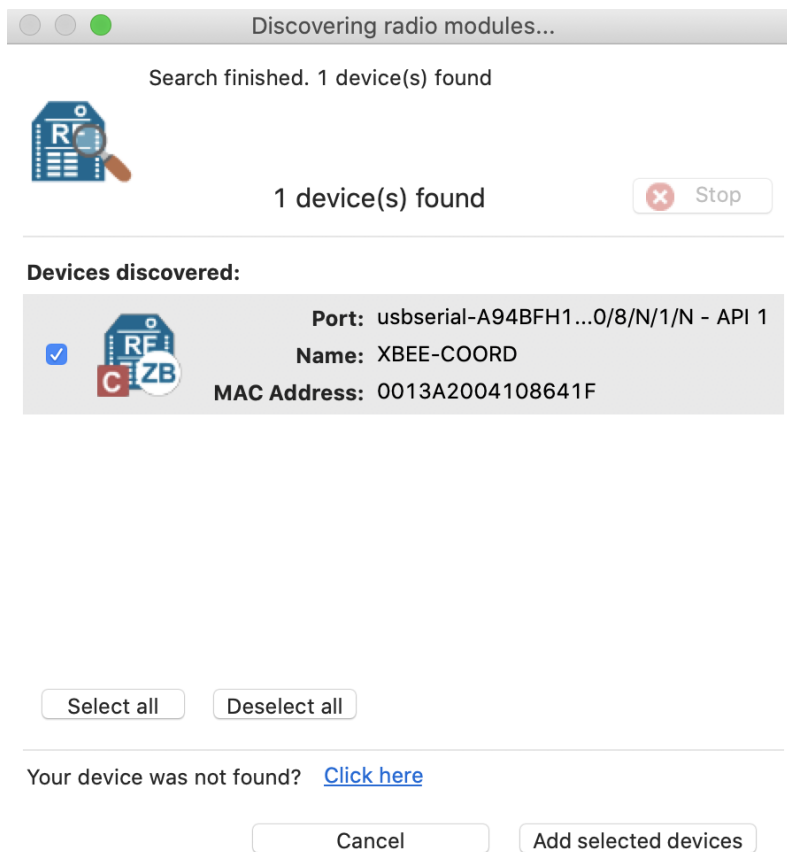 Discovering radio modules...
Search finished. 1 device(s) found
RF
1 device(s) found
Stop
Devices discovered:
Port: usbserial-A94BFH1...0/8/N/1/N - API 1
RF
C ZB
Name: XBEE-COORD
MAC Address: 0013A2004108641F
Select all Deselect all
Your device was not found? Click here
Cancel Add selected devices